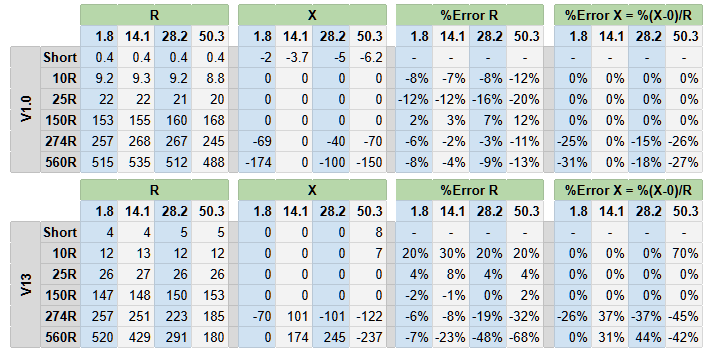 R X %Error R %Error X = %(X-0)/R
1.8 14.1 28.2 50.3 1.8 14.1 28.2 50.3 1.8 14.1 28.2 50.3 1.8 14.1 28.2 50.3
V1.0
Short 0.4 0.4 0.4 0.4 -2 -3.7 -5 -6.2 - - - - - - - -
10R 9.2 9.3 9.2 8.8 0 0 0 0 -8% -7% -8% -12% 0% 0% 0% 0%
25R 22 22 21 20 0 0 0 0 -12% -12% -16% -20% 0% 0% 0% 0%
150R 153 155 160 168 0 0 0 0 2% 3% 7% 12% 0% 0% 0% 0%
274R 257 268 267 245 -69 0 -40 -70 -6% -2% -3% -11% -25% 0% -15% -26%
560R 515 535 512 488 -174 0 -100 -150 -8% -4% -9% -13% -31% 0% -18% -27%
R X %Error R %Error X = %(X-0)/R
1.8 14.1 28.2 50.3 1.8 14.1 28.2 50.3 1.8 14.1 28.2 50.3 1.8 14.1 28.2 50.3
V13
Short 4 4 5 5 0 0 0 8 - - - - - - - -
10R 12 13 12 12 0 0 0 7 20% 30% 20% 20% 0% 0% 0% 70%
25R 26 27 26 26 0 0 0 0 4% 8% 4% 4% 0% 0% 0% 0%
150R 147 148 150 153 0 0 0 0 -2% -1% 0% 2% 0% 0% 0% 0%
274R 257 251 223 185 -70 101 -101 -122 -6% -8% -19% -32% -26% 37% -37% -45%
560R 520 429 291 180 0 174 245 -237 -7% -23% -48% -68% 0% 31% 44% -42%